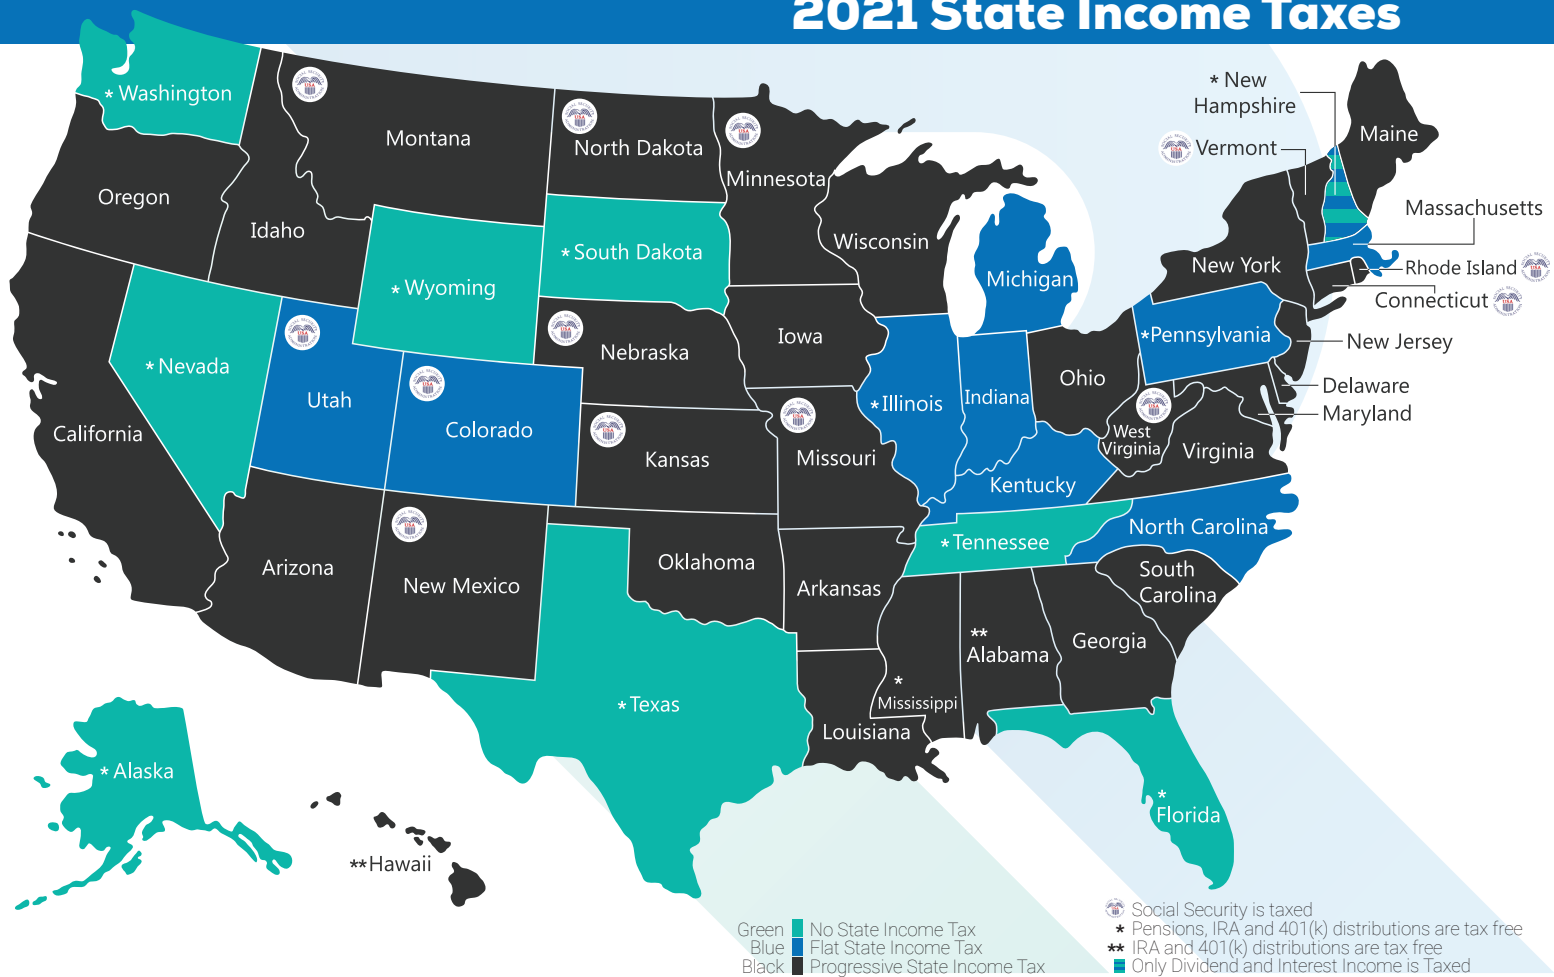 2021 State Income Taxes
* Washington
Montana
North Dakota
Minnesota
* New
Hampshire
Vermont
Maine
Oregon
Idaho
Wisconsin
Massachusetts
* South Dakota
* Wyoming
Michigan
New York
Rhode Island
Connecticut
* Nevada
Utah
Nebraska
Iowa
*Pennsylvania
New Jersey
Colorado
* Illinois
Indiana
Ohio
Delaware
Maryland
California
Kansas
Missouri
West
Virginia
Virginia
Kentucky
North Carolina
* Tennessee
Arizona
New Mexico
Oklahoma
Arkansas
South
Carolina
**
Alabama
Georgia
*
Mississippi
* Texas
Louisiana
* Alaska
*
Florida
**Hawaii
Green No State Income Tax
Blue Flat State Income Tax
Black Progressive State Income Tax
Social Security is taxed
* Pensions, IRA and 401(k) distributions are tax free
** IRA and 401(k) distributions are tax free
Only Dividend and Interest Income is Taxed